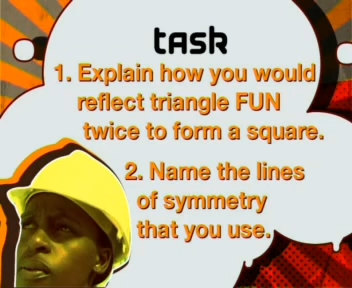 task
1. Explain how you would
reflect triangle FUN
twice to form a square.
2. Name the lines
of symmetry
that you use.